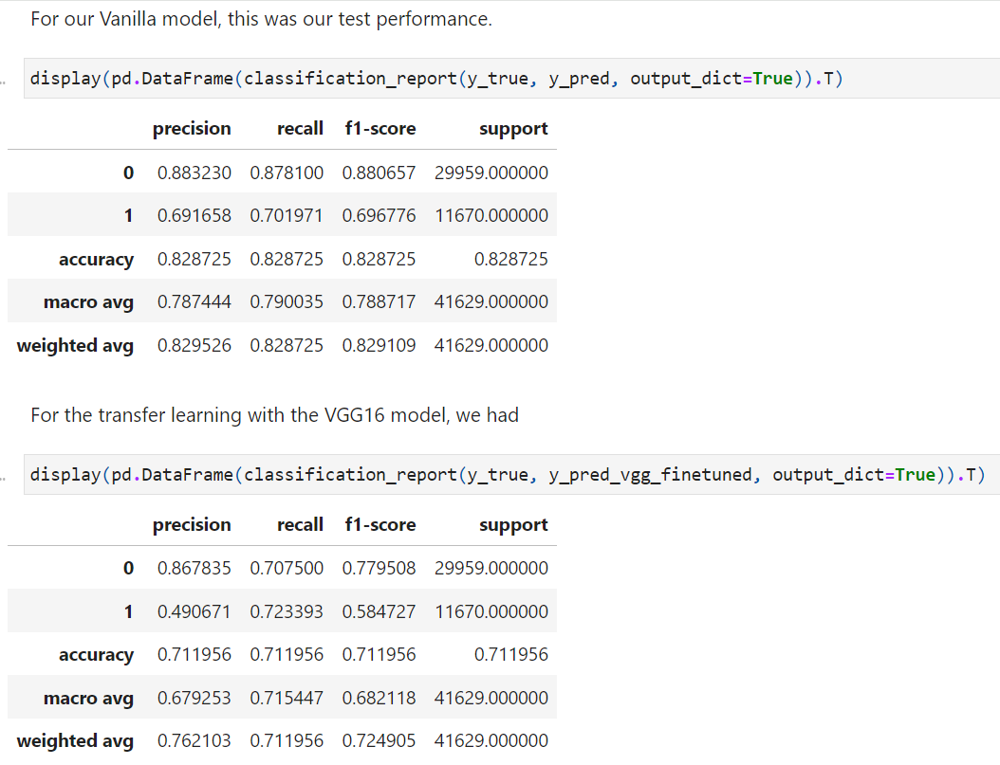 For our Vanilla model, this was our test performance.
display(pd.DataFrame(classification_report(y_true, y_pred, output_dict=True)).T)
precision recall f1-score support
0 0.883230 0.878100 0.880657 29959.000000
1 0.691658 0.701971 0.696776 11670.000000
accuracy 0.828725 0.828725 0.828725 0.828725
macro avg 0.787444 0.790035 0.788717 41629.000000
weighted avg 0.829526 0.828725 0.829109 41629.000000
For the transfer learning with the VGG16 model, we had
display(pd.DataFrame(classification_report(y_true, y_pred_vgg_finetuned, output_dict=True)).T)
precision recall f1-score support
0 0.867835 0.707500 0.779508 29959.000000
1 0.490671 0.723393 0.584727 11670.000000
accuracy 0.711956 0.711956 0.711956 0.711956
macro avg 0.679253 0.715447 0.682118 41629.000000
weighted avg 0.762103 0.711956 0.724905 41629.000000